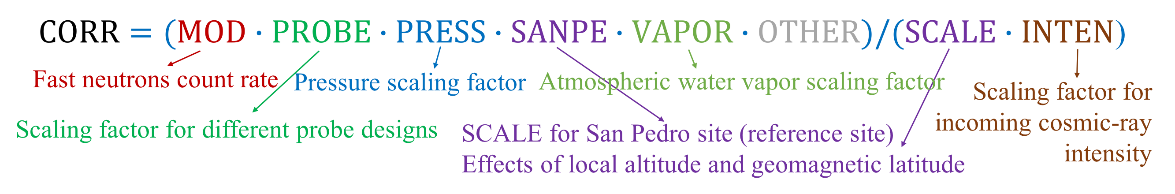 CORR = (MOD · PROBE · PRESS · SANPE · VAPOR · OTHER)/(SCALE · INTEN)
Fast neutrons count rate
Pressure scaling factor
Atmospheric water vapor scaling factor
Scaling factor for
incoming cosmic-ray
intensity
Scaling factor for different probe designs
SCALE for San Pedro site (reference site)
Effects of local altitude and geomagnetic latitude